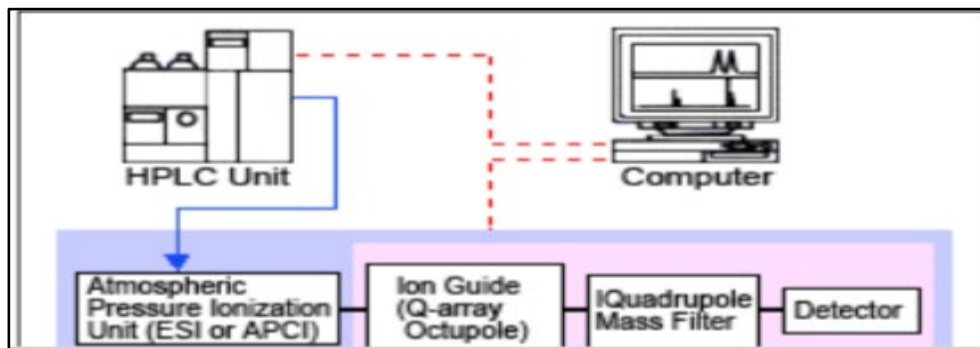 HPLC Unit
Computer
Atmospheric
Pressure Ionization
Unit (ESI or APCI)
Ion Guide
(Q-array
Octupole)
IQuadrupole
Mass Filter
Detector